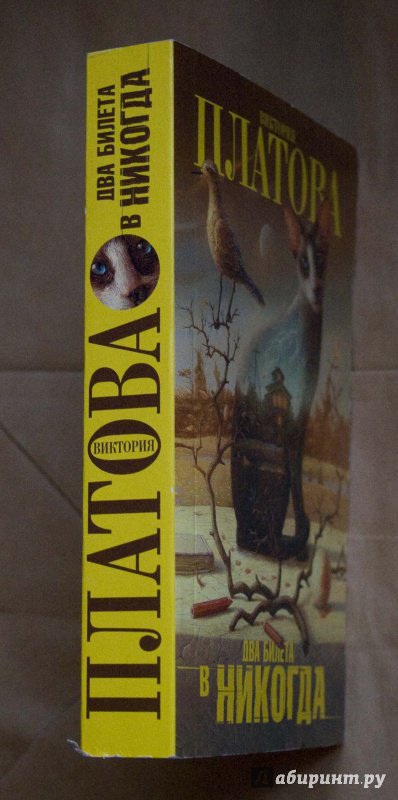 ДВА БИЛЕТА
В НИКОГДА
ПЛАТОВА
ВИКТОРИЯ
ВИКТОРИЯ
ПЛАТОВА
ДВА БИЛЕТА
В НИКОГДА
Лабиринт.ру